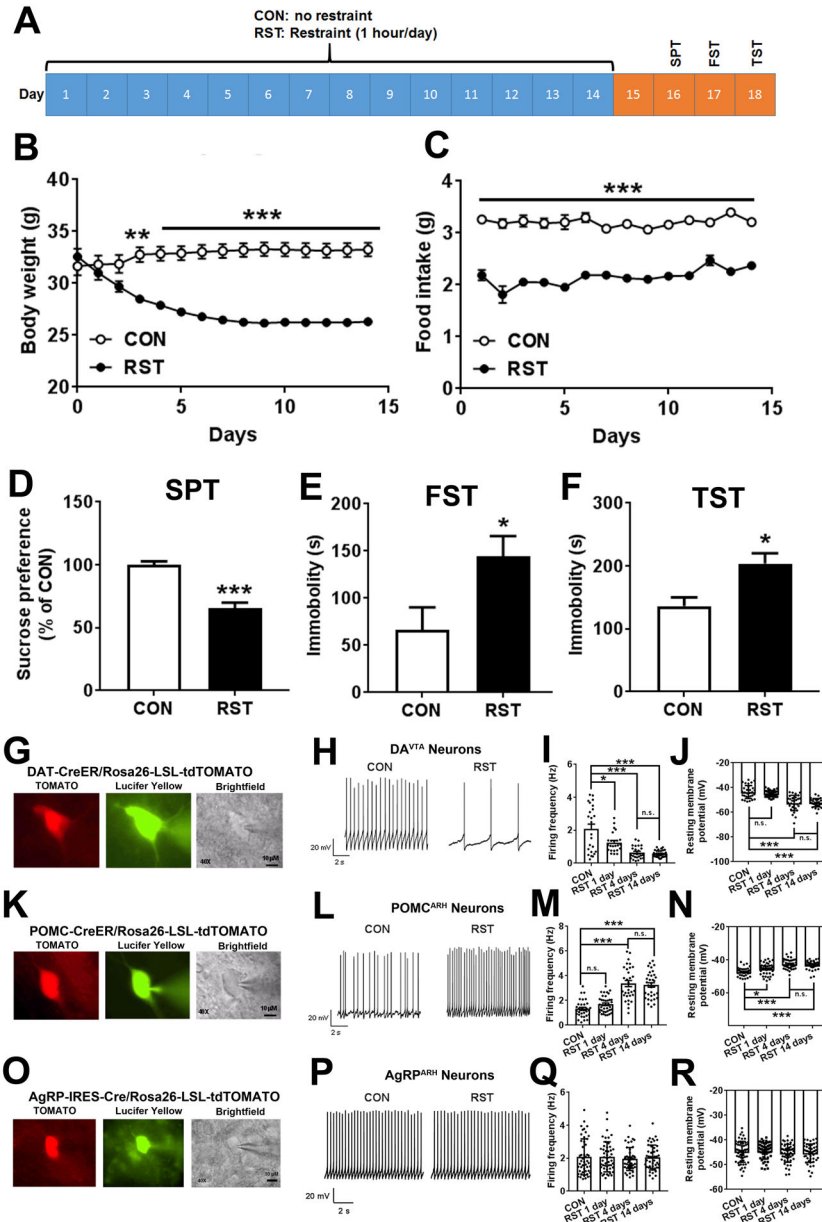 A
CON: no restraint
RST: Restraint (1 hour/day)
SPT
FST
TST
Day 1 2 3 4 5 6 7 8 9 10 11 12 13 14 15 16 17 18
B
Body weight (g)
40
35
30
25
20
**
***
CON
RST
0 5 10 15
Days
C
Food intake (g)
4
3
2
1
0
***
CON
RST
0 5 10 15
Days
D
SPT
Sucrose preference
(% of CON)
150
100
50
0
***
CON RST
E
FST
Immobolity (s)
200
150
100
50
0
*
CON RST
F
TST
Immobolity (s)
300
200
100
0
*
CON RST
G
DAT-CreER/Rosa26-LSL-tdTOMATO
TOMATO Lucifer Yellow Brightfield
40X 10 μM
H
DAVTA Neurons
CON RST
20 mV
2 s
I
Firing frequency (Hz)
6
4
2
0
***
***
*
n.s.
CON
RST 1 day
RST 4 days
RST 14 days
J
Resting membrane
potential (mV)
-20
-40
-60
-80
-100
n.s.
n.s.
***
***
CON
RST 1 day
RST 4 days
RST 14 days
K
POMC-CreER/Rosa26-LSL-tdTOMATO
TOMATO Lucifer Yellow Brightfield
40X 10 μM
L
POMCARH Neurons
CON RST
20 mV
2 s
M
Firing frequency (Hz)
8
6
4
2
0
***
n.s.
***
n.s.
CON
RST 1 day
RST 4 days
RST 14 days
N
Resting membrane
potential (mV)
-20
-40
-60
*
n.s.
***
***
CON
RST 1 day
RST 4 days
RST 14 days
O
AgRP-IRES-Cre/Rosa26-LSL-tdTOMATO
TOMATO Lucifer Yellow Brightfield
40X 10 μM
P
AgRPARH Neurons
CON RST
20 mV
2 s
Q
Firing frequency (Hz)
6
4
2
0
CON
RST 1 day
RST 4 days
RST 14 days
R
Resting membrane
potential (mV)
-20
-30
-40
-50
-60
CON
RST 1 day
RST 4 days
RST 14 days